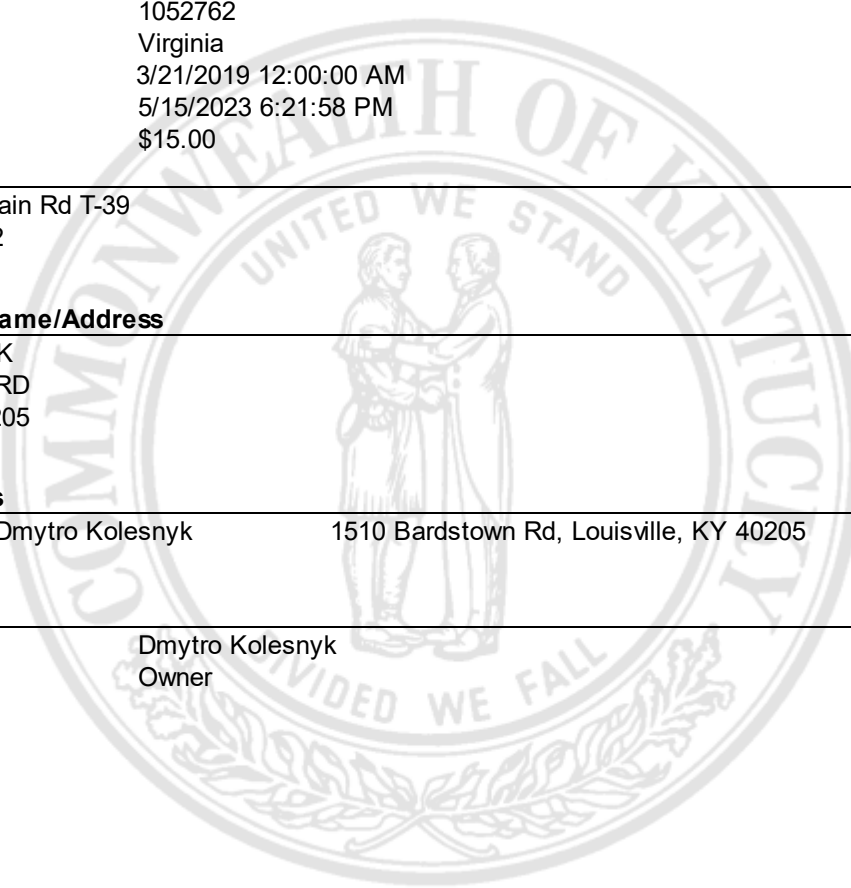 1052762
Virginia
3/21/2019 12:00:00 AM
5/15/2023 6:21:58 PM
$15.00
ain Rd T-39
2
ame/Address
K
RD
205
s
Dmytro Kolesnyk 1510 Bardstown Rd, Louisville, KY 40205
Dmytro Kolesnyk
Owner
COMMONWEALTH OF KENTUCKY
UNITED WE STAND
DIVIDED WE FALL